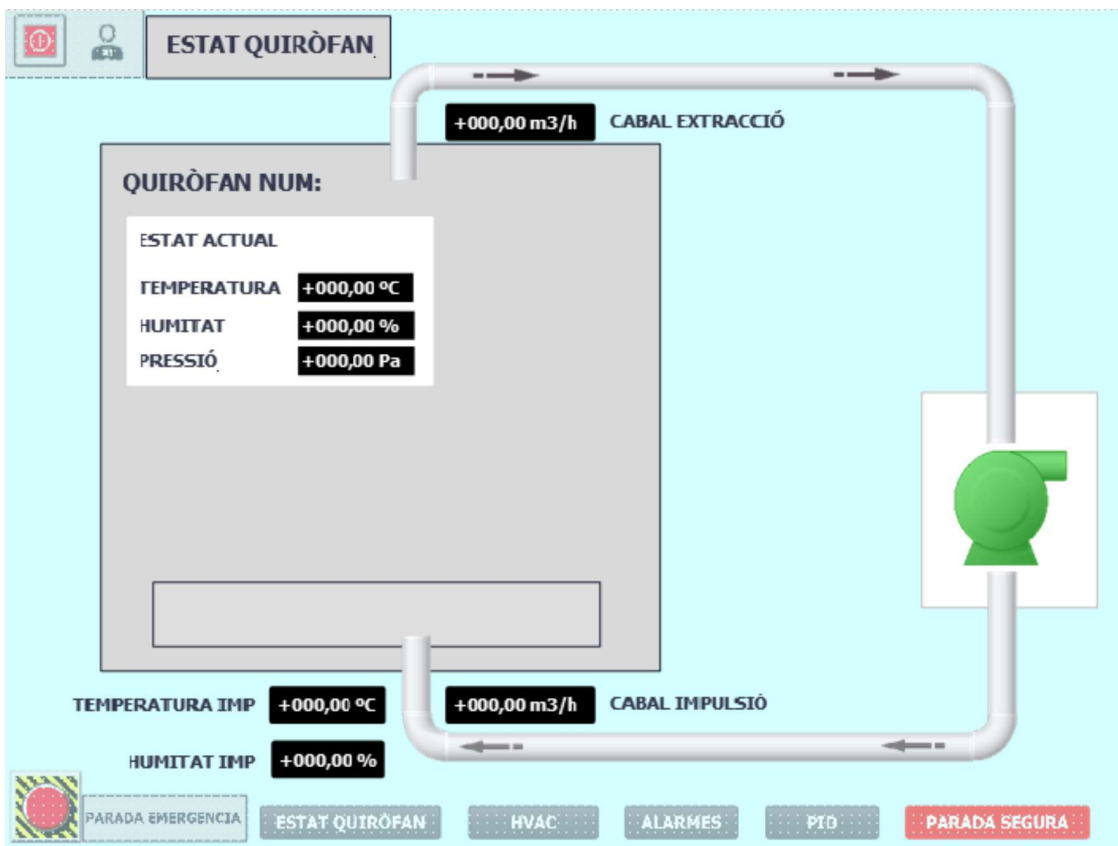 ESTAT QUIRÒFAN
+000,00 m3/h CABAL EXTRACCIÓ
QUIRÒFAN NUM:
ESTAT ACTUAL
TEMPERATURA +000,00 ºC
HUMITAT +000,00 %
PRESSIÓ +000,00 Pa
TEMPERATURA IMP +000,00 ºC +000,00 m3/h CABAL IMPULSIÓ
HUMITAT IMP +000,00 %
PARADA EMERGENCIA ESTAT QUIRÒFAN HVAC ALARMES PID PARADA SEGURA